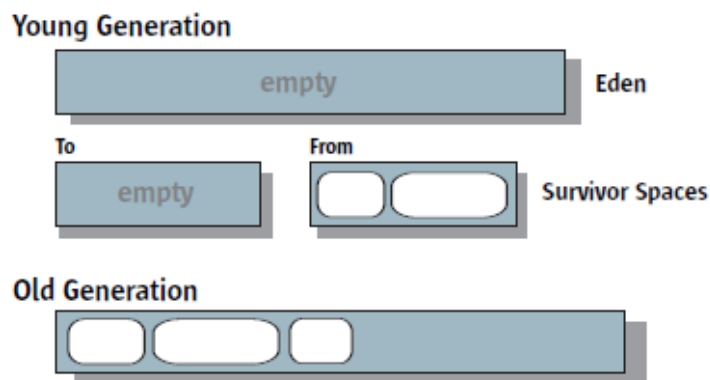 Young Generation
empty
Eden
To
From
empty
Survivor Spaces
Old Generation